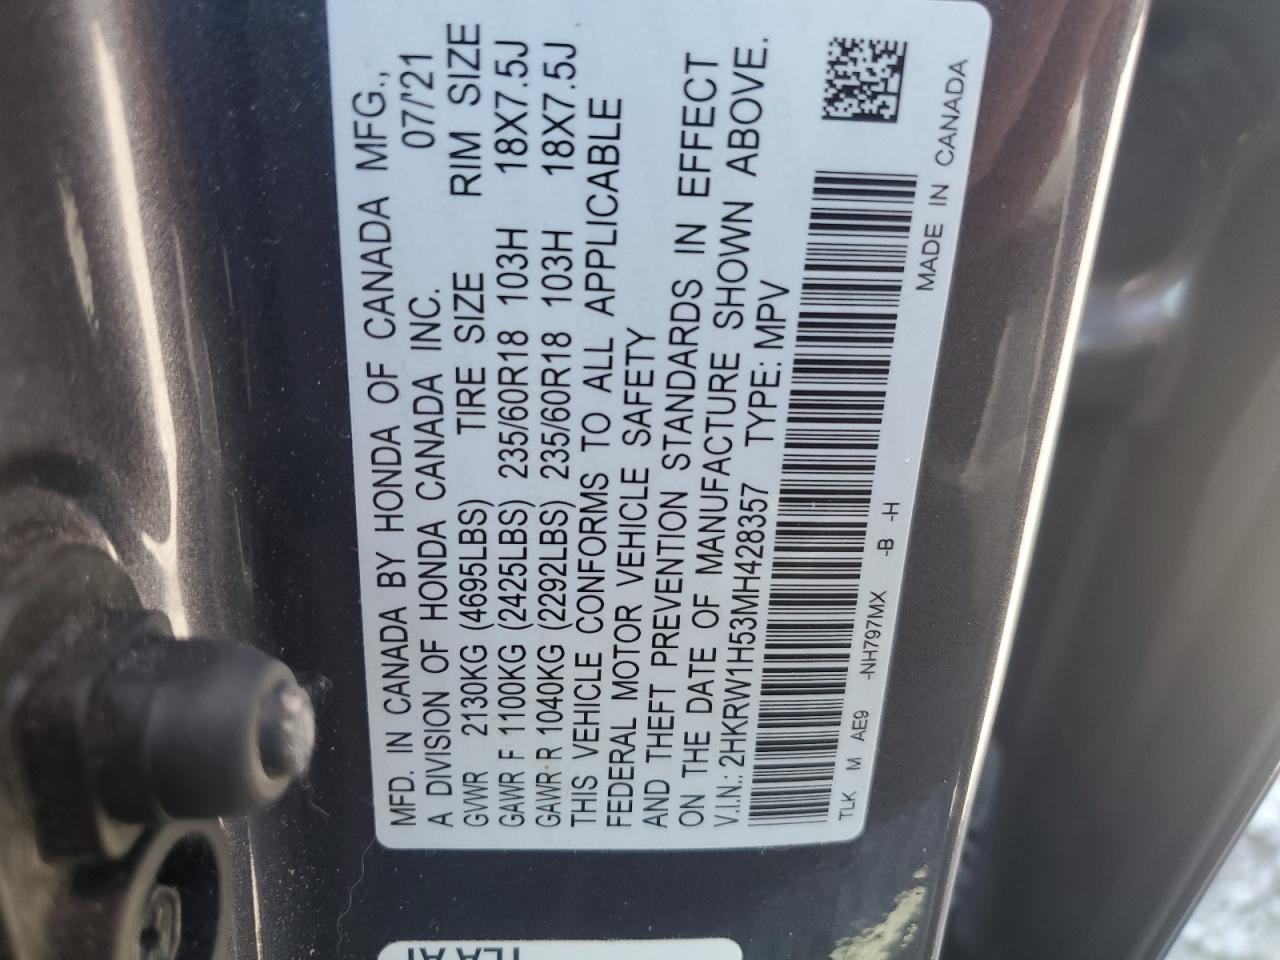 MFD. IN CANADA BY HONDA OF CANADA MFG.,
A DIVISION OF HONDA CANADA INC. 07/'21
GVWR 2130KG (4695LBS) TIRE SIZE RIM SIZE
GAWR F 1100KG (2425LBS) 235/60R18 103H 18X7.5J
GAWR R 1040KG (2292LBS) 235/60R18 103H 18X7.5J
THIS VEHICLE CONFORMS TO ALL APPLICABLE
FEDERAL MOTOR VEHICLE SAFETY
AND THEFT PREVENTION STANDARDS IN EFFECT
ON THE DATE OF MANUFACTURE SHOWN ABOVE.
V.I.N.: 2HKRW1H53MH428357 TYPE: MPV
TLK M AE9 -NH797MX -B -H MADE IN CANADA